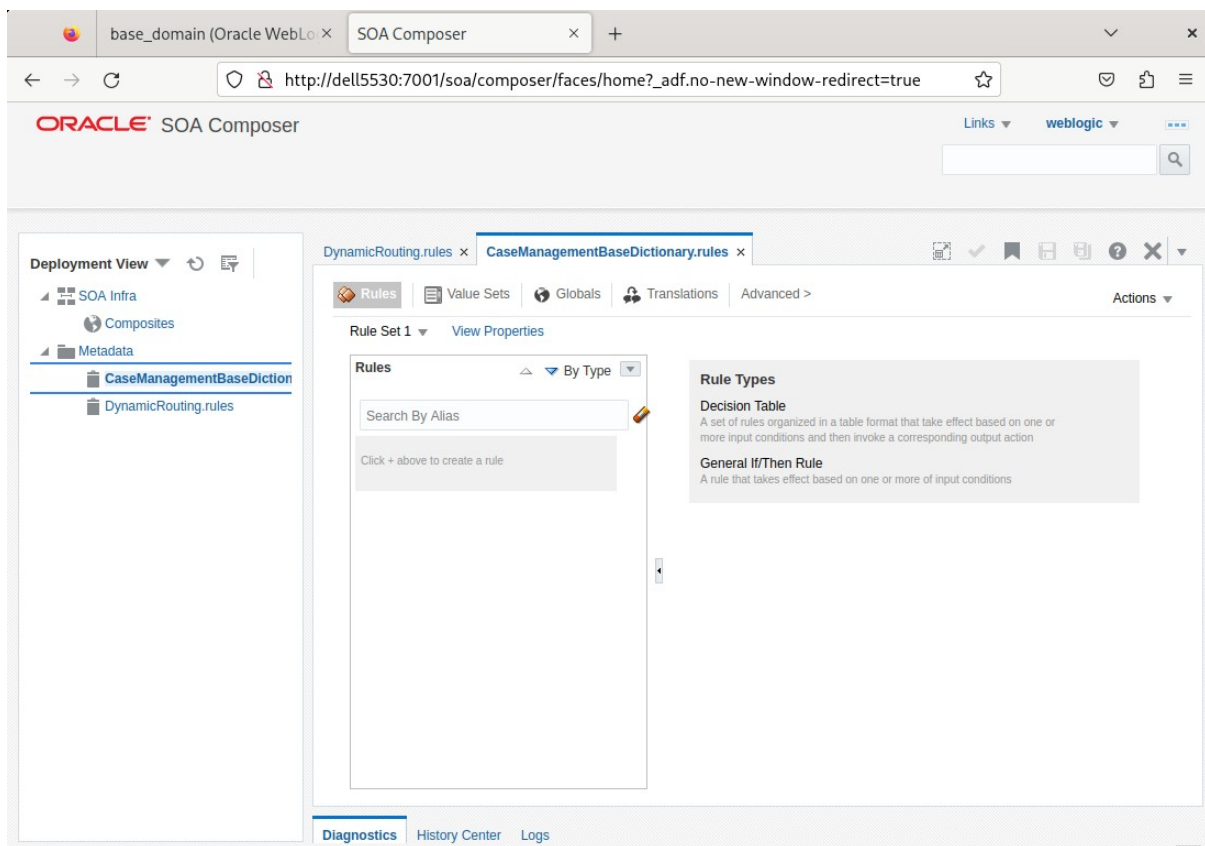 base_domain (Oracle WebLo
SOA Composer
http://dell5530:7001/soa/composer/faces/home?_adf.no-new-window-redirect=true
ORACLE SOA Composer
Links
weblogic
Deployment View
SOA Infra
Composites
Metadata
CaseManagementBaseDiction
DynamicRouting.rules
DynamicRouting.rules
CaseManagementBaseDictionary.rules
Rules
Value Sets
Globals
Translations
Advanced >
Actions
Rule Set 1
View Properties
Rules
By Type
Search By Alias
Click + above to create a rule
Rule Types
Decision Table
A set of rules organized in a table format that take effect based on one or
more input conditions and then invoke a corresponding output action
General If/Then Rule
A rule that takes effect based on one or more of input conditions
Diagnostics
History Center
Logs